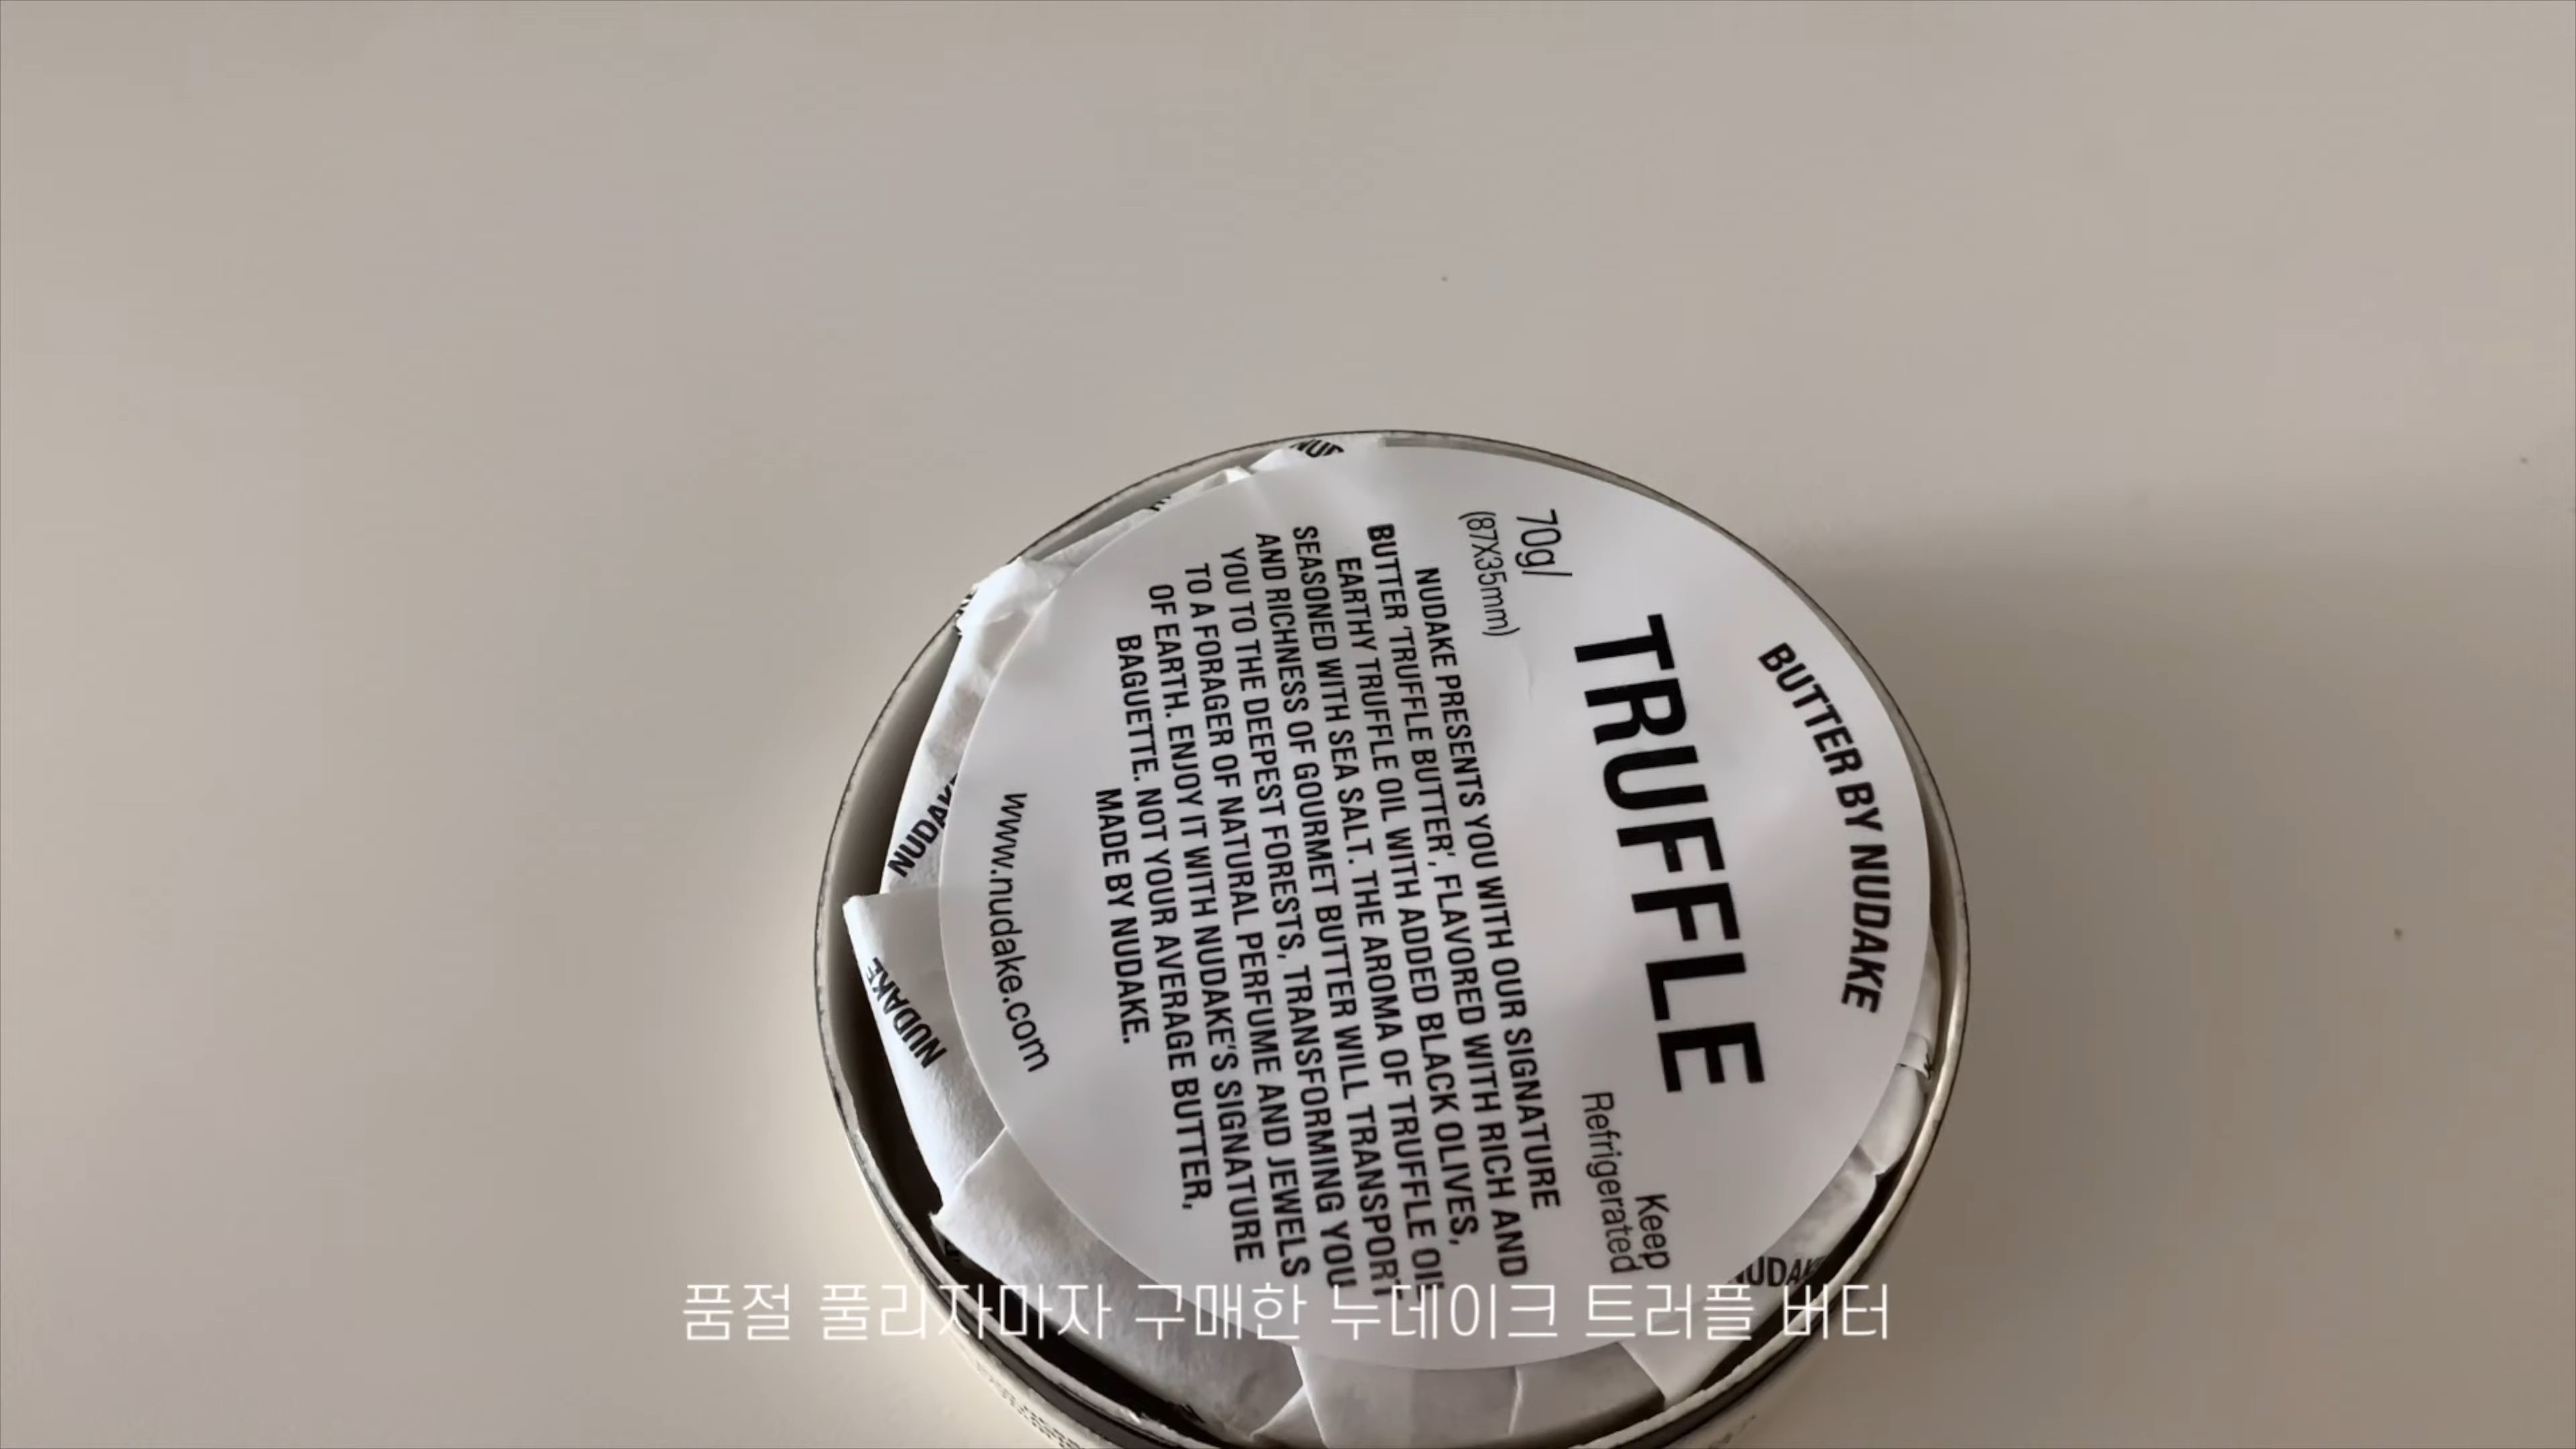 BUTTER BY NUDAKE
TRUFFLE
70g/
(87X35mm)
Keep
Refrigerated
NUDAKE PRESENTS YOU WITH OUR SIGNATURE
BUTTER 'TRUFFLE BUTTER', FLAVORED WITH RICH AND
EARTHY TRUFFLE OIL WITH ADDED BLACK OLIVES,
SEASONED WITH SEA SALT. THE AROMA OF TRUFFLE OIL
AND RICHNESS OF GOURMET BUTTER WILL TRANSPORT
YOU TO THE DEEPEST FORESTS, TRANSFORMING YOU
TO A FORAGER OF NATURAL PERFUME AND JEWELS
OF EARTH. ENJOY IT WITH NUDAKE'S SIGNATURE
BAGUETTE. NOT YOUR AVERAGE BUTTER,
MADE BY NUDAKE.
www.nudake.com
NUDAKE
NUDAKE
품절 풀리자마자 구매한 누데이크 트러플 버터